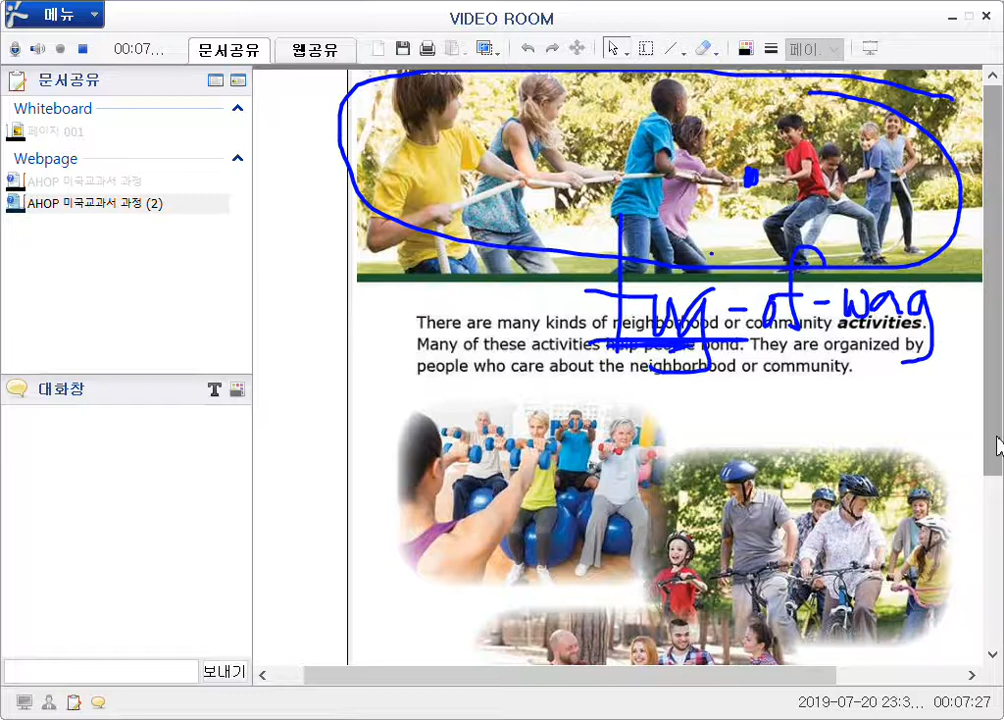 메뉴
VIDEO ROOM
00:07...
문서공유
웹공유
페이...
문서공유
Whiteboard
페이지 001
Webpage
AHOP 미국교과서 과정
AHOP 미국교과서 과정 (2)
대화창
T
보내기
There are many kinds of neighborhood or community activities.
Many of these activities help people bond. They are organized by
people who care about the neighborhood or community.
2019-07-20 23:3...
00:07:27